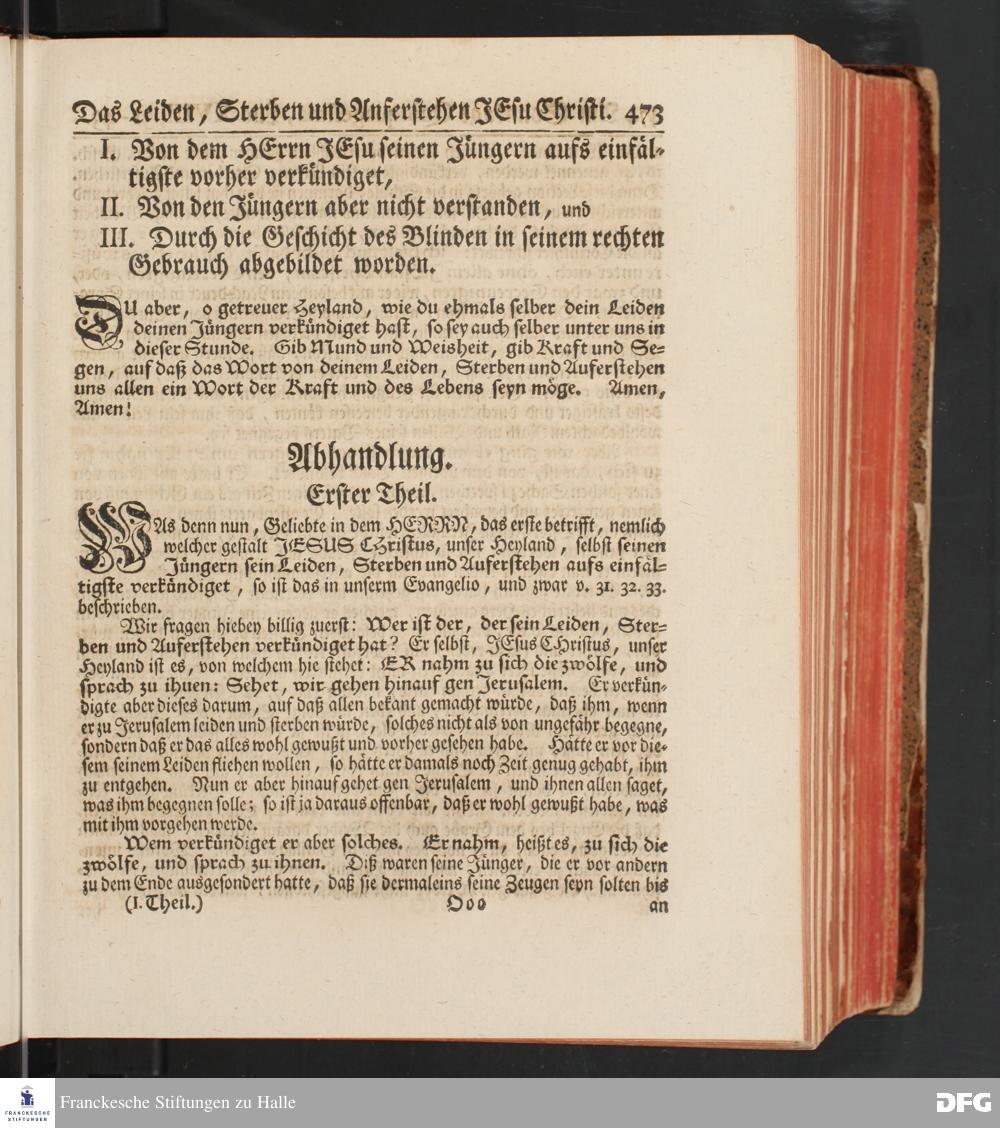 Das Leiden, Sterben und Anferstehen JEsu Christi. 473
I. Von dem HErrn JEsu seinen Jüngern aufs einfäl-
tigste vorher verkündiget,
II. Von den Jüngern aber nicht verstanden, und
III. Durch die Geschicht des Blinden in seinem rechten
Gebrauch abgebildet worden.
DU aber, o getreuer Heyland, wie du ehmals selber dein Leiden
deinen Jüngern verkündiget hast, so sey auch selber unter uns in
dieser Stunde. Gib Mund und Weisheit, gib Kraft und Se-
gen, auf daß das Wort von deinem Leiden, Sterben und Auferstehen
uns allen ein Wort der Kraft und des Lebens seyn möge. Amen,
Amen!
Abhandlung.
Erster Theil.
WAs denn nun, Geliebte in dem HERRN, das erste betrifft, nemlich
welcher gestalt JESUS CHristus, unser Heyland, selbst seinen
Jüngern sein Leiden, Sterben und Auferstehen aufs einfäl-
tigste verkündiget, so ist das in unserm Evangelio, und zwar v. 31. 32. 33.
beschrieben.
Wir fragen hiebey billig zuerst: Wer ist der, der sein Leiden, Ster-
ben und Auferstehen verkündiget hat? Er selbst, JEsus CHristus, unser
Heyland ist es, von welchem hie stehet: ER nahm zu sich die zwölfe, und
sprach zu ihuen: Sehet, wir gehen hinauf gen Jerusalem. Er verkün-
digte aber dieses darum, auf daß allen bekant gemacht würde, daß ihm, wenn
er zu Jerusalem leiden und sterben würde, solches nicht als von ungefähr begegne,
sondern daß er das alles wohl gewußt und vorher gesehen habe. Hätte er vor die-
sem seinem Leiden fliehen wollen, so hätte er damals noch Zeit genug gehabt, ihm
zu entgehen. Nun er aber hinauf gehet gen Jerusalem, und ihnen allen saget,
was ihm begegnen solle; so ist ja daraus offenbar, daß er wohl gewußt habe, was
mit ihm vorgehen werde.
Wem verkündiget er aber solches. Er nahm, heißt es, zu sich die
zwölfe, und sprach zu ihnen. Diß waren seine Jünger, die er vor andern
zu dem Ende ausgesondert hatte, daß sie dermaleins seine Zeugen seyn solten bis
(I. Theil.) Ooo an
FRANCKESCHE
STIFTUNGEN
Franckesche Stiftungen zu Halle
DFG